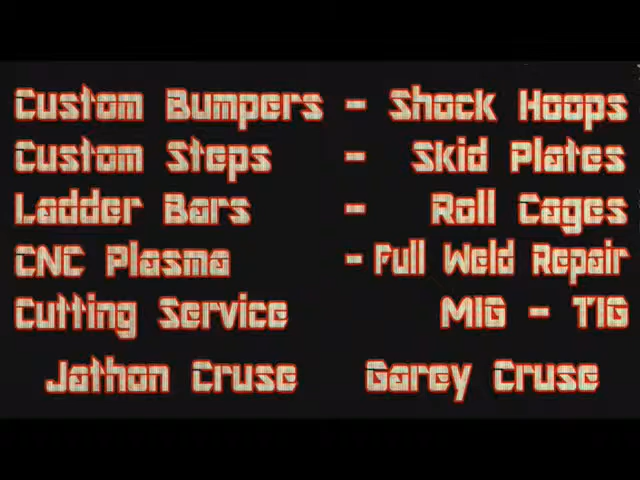 Custom Bumpers - Shock Hoops
Custom Steps - Skid Plates
Ladder Bars - Roll Cages
CNC Plasma - Full Weld Repair
Cutting Service MIG - TIG
Jathon Cruse Garey Cruse